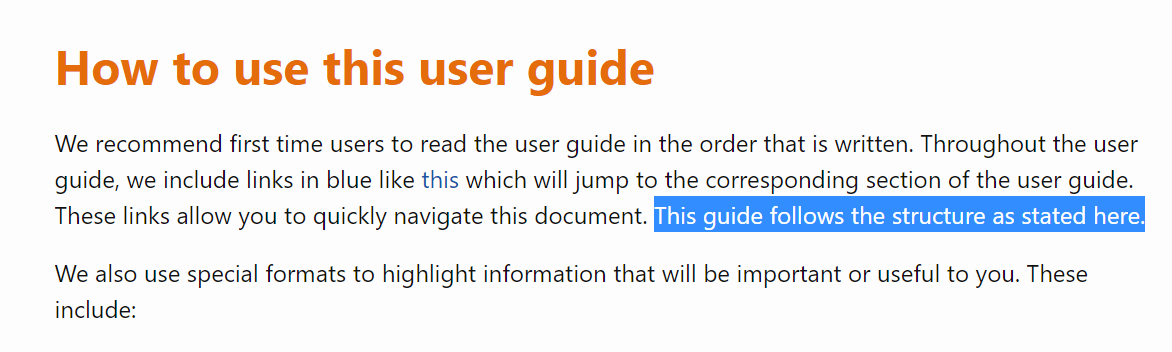 How to use this user guide
We recommend first time users to read the user guide in the order that is written. Throughout the user
guide, we include links in blue like this which will jump to the corresponding section of the user guide.
These links allow you to quickly navigate this document. This guide follows the structure as stated here.
We also use special formats to highlight information that will be important or useful to you. These
include: